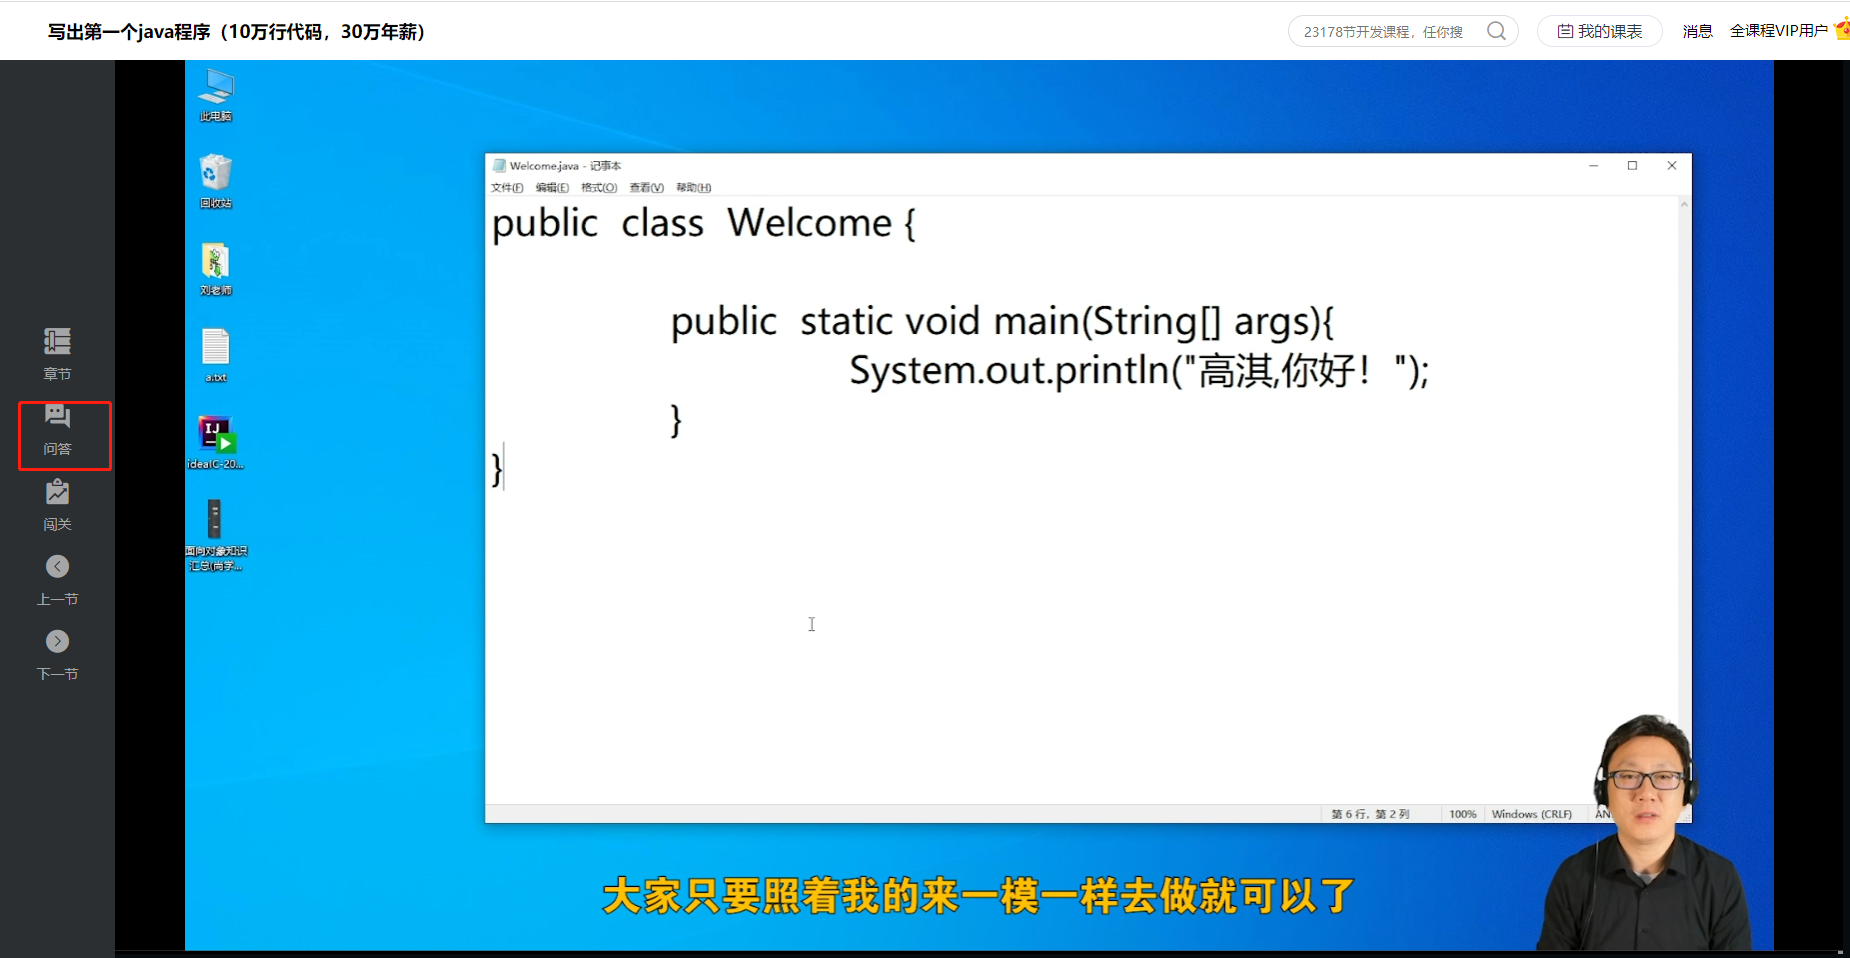 写出第一个java程序（10万行代码，30万年薪）
23178节开发课程，任你搜
我的课表
消息
全课程VIP用户
章节
问答
闯关
上一节
下一节
此电脑
回收站
刘老师
a.txt
ideaIC-20...
面向对象知识
汇总(尚学...
Welcome.java - 记事本
文件(F) 编辑(E) 格式(O) 查看(V) 帮助(H)
public class Welcome {
public static void main(String[] args){
System.out.println("高淇,你好！");
}
}
第 6 行，第 2 列 100% Windows (CRLF) AN
大家只要照着我的来一模一样去做就可以了